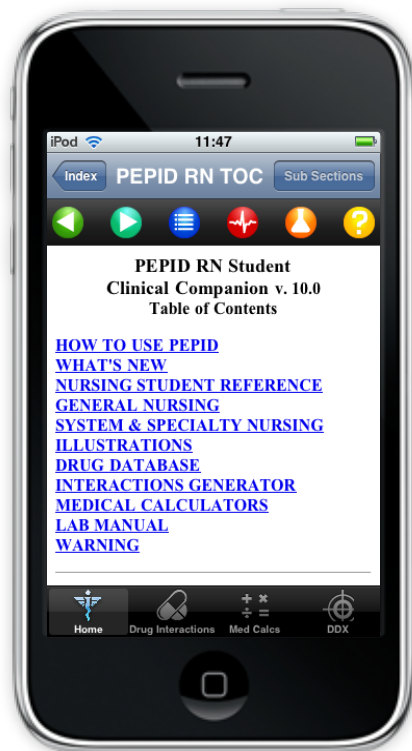 iPod 11:47
Index PEPID RN TOC Sub Sections
?
PEPID RN Student
Clinical Companion v. 10.0
Table of Contents
HOW TO USE PEPID
WHAT'S NEW
NURSING STUDENT REFERENCE
GENERAL NURSING
SYSTEM & SPECIALTY NURSING
ILLUSTRATIONS
DRUG DATABASE
INTERACTIONS GENERATOR
MEDICAL CALCULATORS
LAB MANUAL
WARNING
Home Drug Interactions Med Calcs DDX